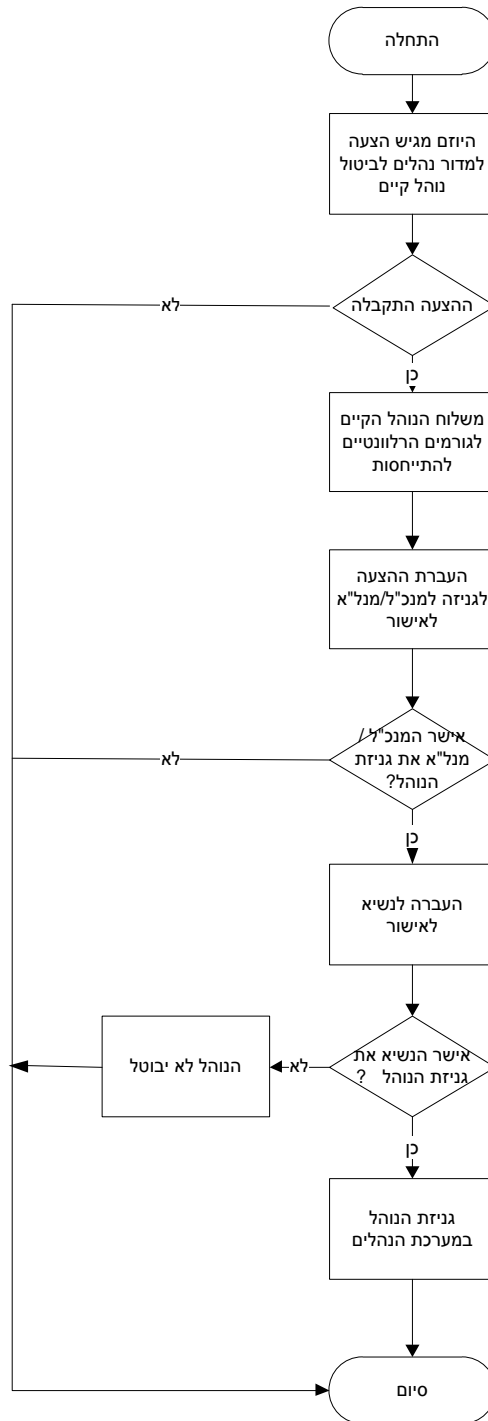 התחלה
היוזם מגיש הצעה
למדור נהלים לביטול
נוהל קיים
ההצעה התקבלה
לא
כן
משלוח הנוהל הקיים
לגורמים הרלוונטיים
להתייחסות
העברת ההצעה
לגניזה למנכ"ל/מנל"א
לאישור
אישר המנכ"ל /
מנל"א את גניזת
הנוהל?
לא
כן
העברה לנשיא
לאישור
אישר הנשיא את
גניזת הנוהל ?
לא
הנוהל לא יבוטל
כן
גניזת הנוהל
במערכת הנהלים
סיום